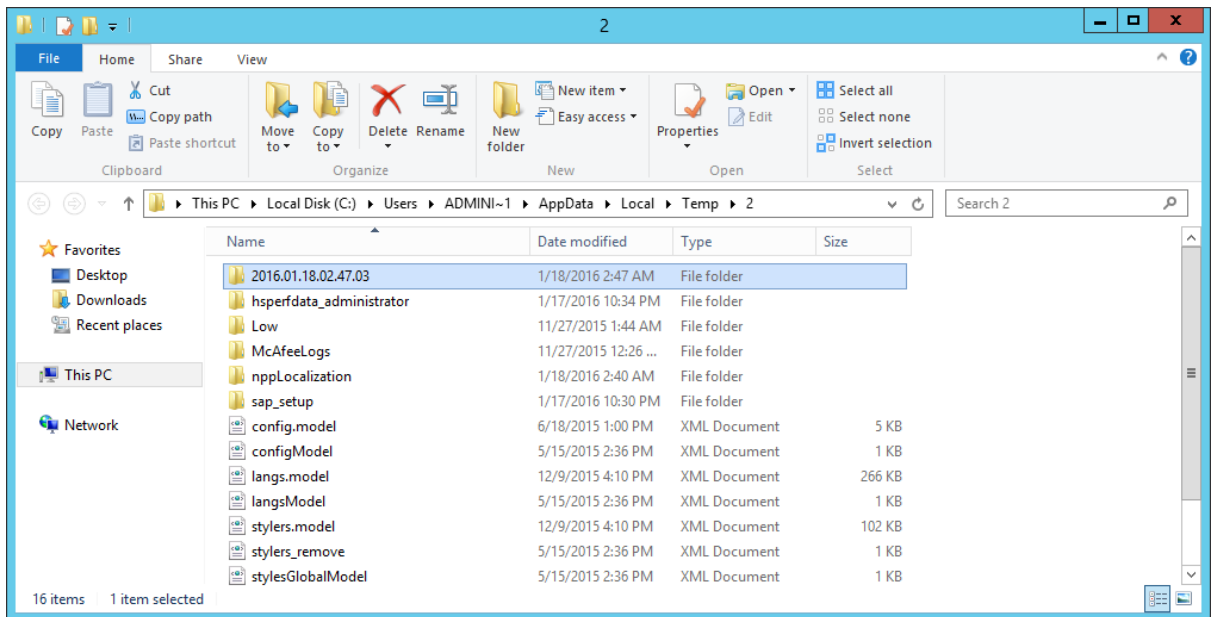 2
File Home Share View
Copy
Paste
Cut
Copy path
Paste shortcut
Clipboard
Move to
Copy to
Delete
Rename
Organize
New folder
New item
Easy access
New
Properties
Open
Edit
Open
Select all
Select none
Invert selection
Select
This PC Local Disk (C:) Users ADMINI~1 AppData Local Temp 2
Search 2
Favorites
Desktop
Downloads
Recent places
This PC
Network
Name Date modified Type Size
2016.01.18.02.47.03 1/18/2016 2:47 AM File folder
hsperfdata_administrator 1/17/2016 10:34 PM File folder
Low 11/27/2015 1:44 AM File folder
McAfeeLogs 11/27/2015 12:26 ... File folder
nppLocalization 1/18/2016 2:40 AM File folder
sap_setup 1/17/2016 10:30 PM File folder
config.model 6/18/2015 1:00 PM XML Document 5 KB
configModel 5/15/2015 2:36 PM XML Document 1 KB
langs.model 12/9/2015 4:10 PM XML Document 266 KB
langsModel 5/15/2015 2:36 PM XML Document 1 KB
stylers.model 12/9/2015 4:10 PM XML Document 102 KB
stylers_remove 5/15/2015 2:36 PM XML Document 1 KB
stylesGlobalModel 5/15/2015 2:36 PM XML Document 1 KB
16 items 1 item selected